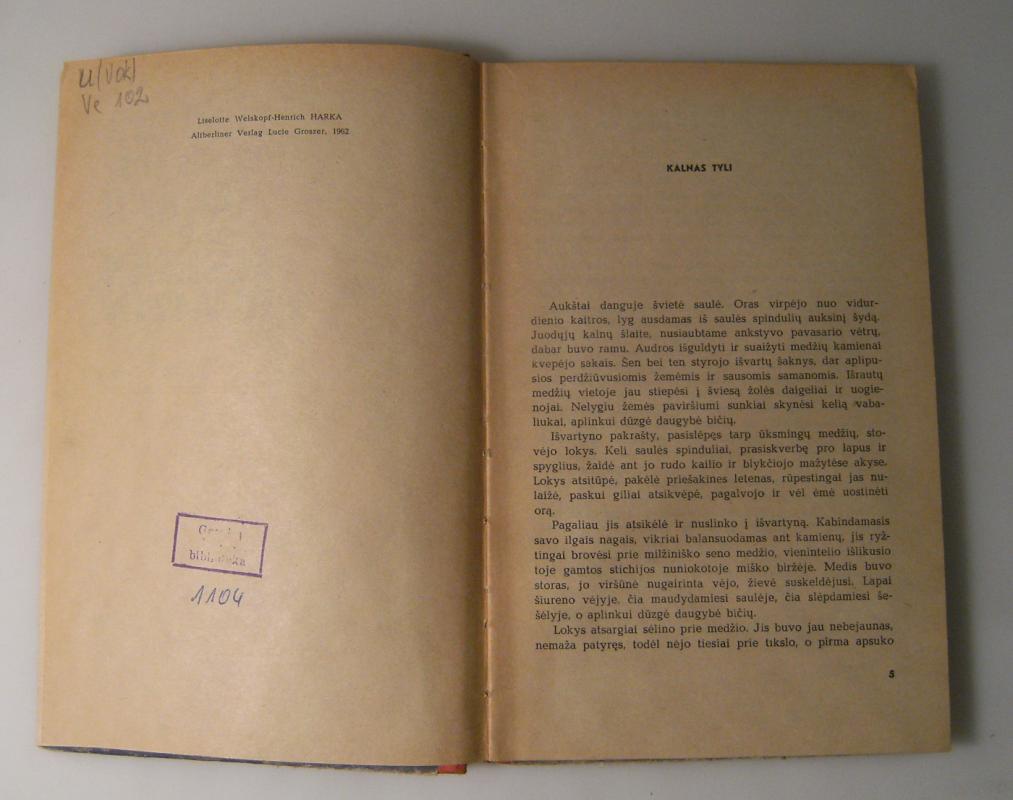 U(Vok)
Ve 102
Liselotte Welskopf-Henrich HARKA
Altberliner Verlag Lucie Groszer, 1962
1104
KALNAS TYLI
Aukštai danguje švietė saulė. Oras virpėjo nuo vidur-
dienio kaitros, lyg ausdamas iš saulės spindulių auksinį šydą.
Juodųjų kalnų šlaite, nusiaubtame ankstyvo pavasario vėtrų,
dabar buvo ramu. Audros išguldyti ir suaižyti medžių kamienai
kvepėjo sakais. Šen bei ten styrojo išvartų šaknys, dar aplipu-
sios perdžiūvusiomis žemėmis ir sausomis samanomis. Išrautų
medžių vietoje jau stiepėsi į šviesą žolės daigeliai ir uogie-
nojai. Nelygiu žemės paviršiumi sunkiai skynėsi kelią vaba-
liukai, aplinkui dūzgė daugybė bičių.
Išvartyno pakrašty, pasislėpęs tarp ūksmingų medžių, sto-
vėjo lokys. Keli saulės spinduliai, prasiskverbę pro lapus ir
spyglius, žaidė ant jo rudo kailio ir blykčiojo mažytėse akyse.
Lokys atsitūpė, pakėlė priešakines letenas, rūpestingai jas nu-
laižė, paskui giliai atsikvėpė, pagalvojo ir vėl ėmė uostinėti
orą.
Pagaliau jis atsikėlė ir nuslinko į išvartyną. Kabindamasis
savo ilgais nagais, vikriai balansuodamas ant kamienų, jis ryž-
tingai brovėsi prie milžiniško seno medžio, vienintelio išlikusio
toje gamtos stichijos nuniokotoje miško biržėje. Medis buvo
storas, jo viršūnė nugairinta vėjo, žievė suskeldėjusi. Lapai
šiureno vėjyje, čia maudydamiesi saulėje, čia slėpdamiesi še-
šėlyje, o aplinkui dūzgė daugybė bičių.
Lokys atsargiai sėlino prie medžio. Jis buvo jau nebejaunas,
nemaža patyręs, todėl nėjo tiesiai prie tikslo, o pirma apsuko
5